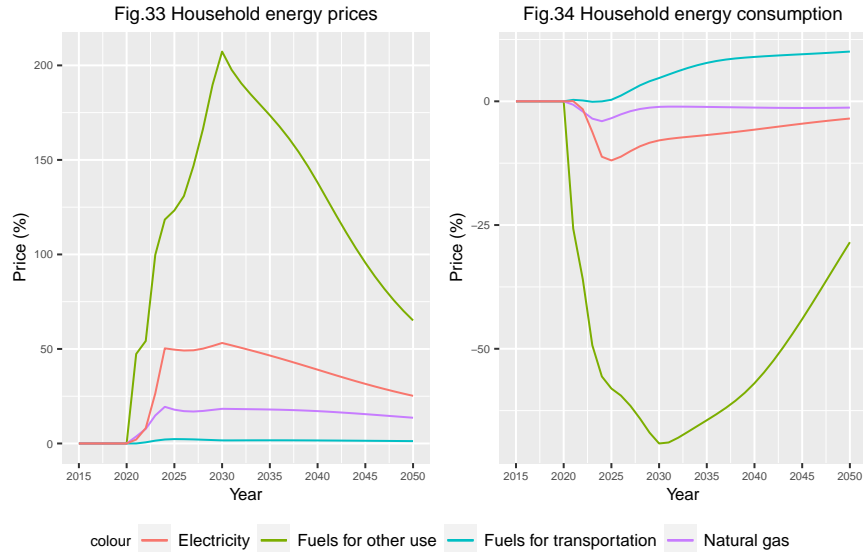 Fig.33 Household energy prices
200
150
100
50
0
Price (%)
2015 2020 2025 2030 2035 2040 2045 2050
Year
Fig.34 Household energy consumption
0
−25
−50
Price (%)
2015 2020 2025 2030 2035 2040 2045 2050
Year
colour Electricity Fuels for other use Fuels for transportation Natural gas